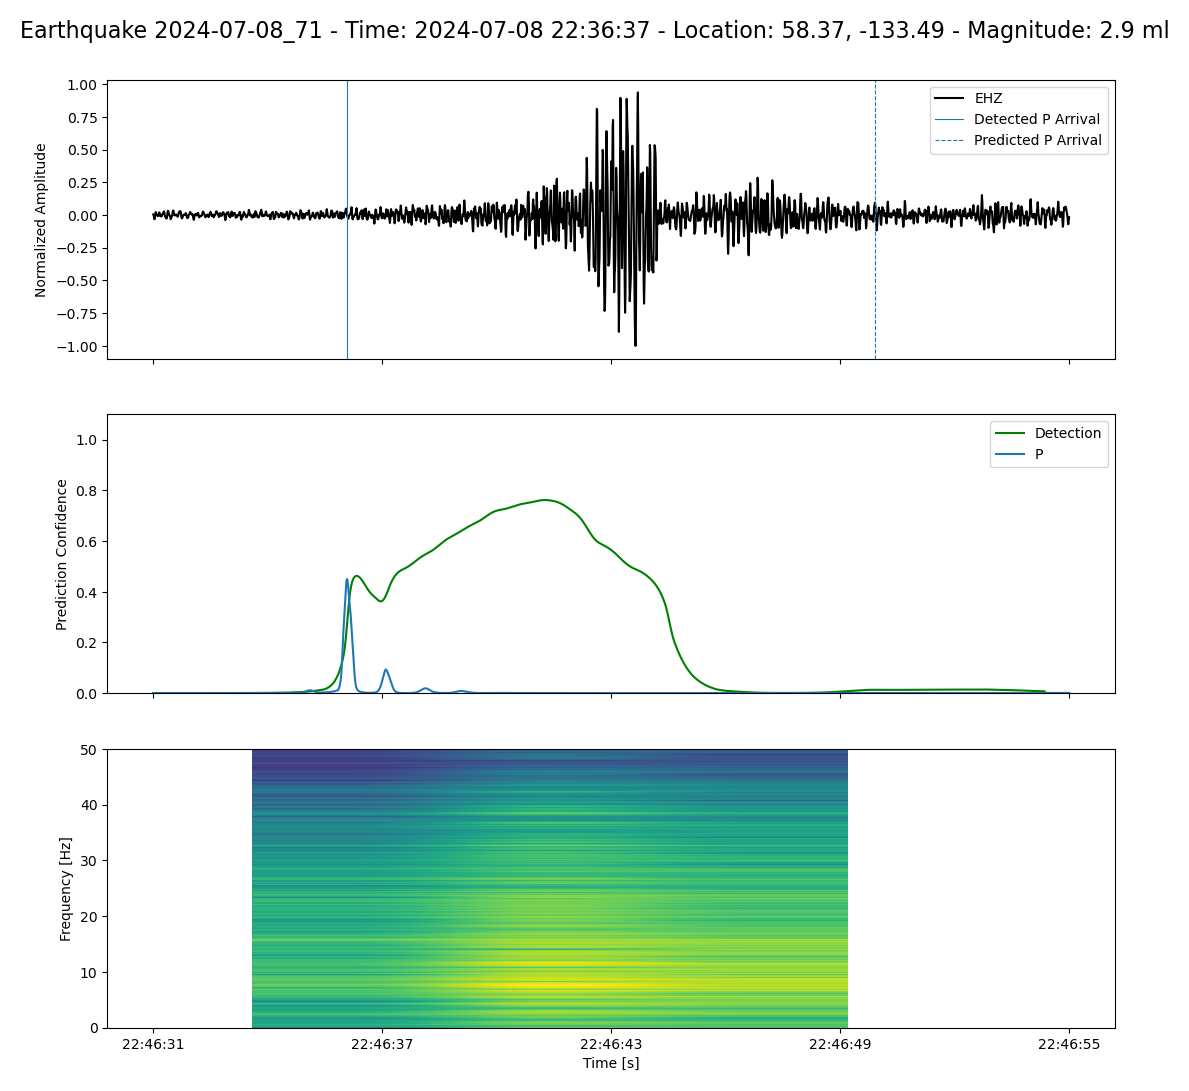 Earthquake 2024-07-08_71 - Time: 2024-07-08 22:36:37 - Location: 58.37, -133.49 - Magnitude: 2.9 ml
EHZ
Detected P Arrival
Predicted P Arrival
1.00
0.75
0.50
0.25
0.00
−0.25
−0.50
−0.75
−1.00
Normalized Amplitude
Detection
P
1.0
0.8
0.6
0.4
0.2
0.0
Prediction Confidence
50
40
30
20
10
0
Frequency [Hz]
22:46:31
22:46:37
22:46:43
22:46:49
22:46:55
Time [s]